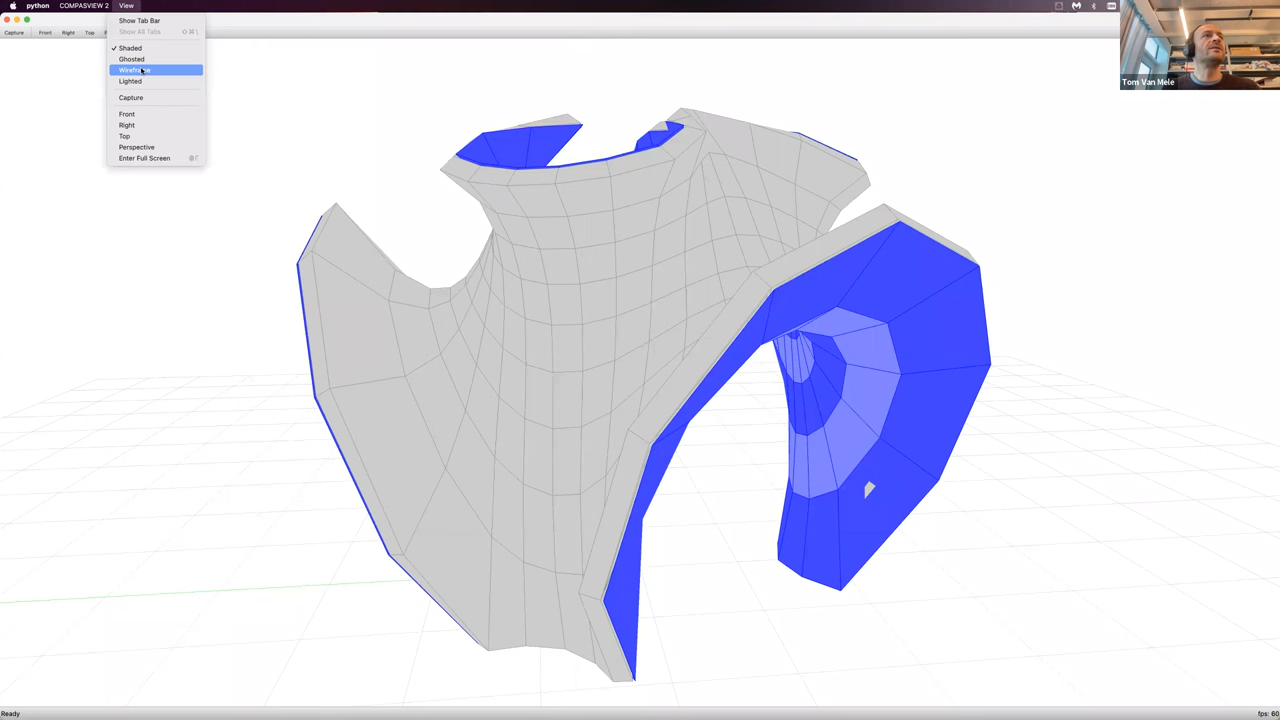 python COMPASVIEW 2 View
Capture Front Right Top
Show Tab Bar
Show All Tabs
Shaded
Ghosted
Wireframe
Lighted
Capture
Front
Right
Top
Perspective
Enter Full Screen
Tom Van Mele
Ready
fps: 60